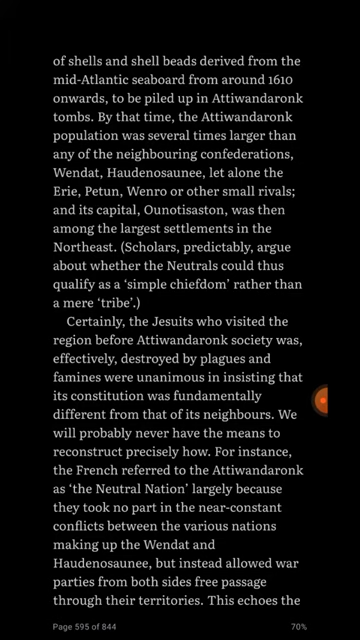 of shells and shell beads derived from the
mid-Atlantic seaboard from around 1610
onwards, to be piled up in Attiwandaronk
tombs. By that time, the Attiwandaronk
population was several times larger than
any of the neighbouring confederations,
Wendat, Haudenosaunee, let alone the
Erie, Petun, Wenro or other small rivals;
and its capital, Ounotisaston, was then
among the largest settlements in the
Northeast. (Scholars, predictably, argue
about whether the Neutrals could thus
qualify as a ‘simple chiefdom’ rather than
a mere ‘tribe’.)
Certainly, the Jesuits who visited the
region before Attiwandaronk society was,
effectively, destroyed by plagues and
famines were unanimous in insisting that
its constitution was fundamentally
different from that of its neighbours. We
will probably never have the means to
reconstruct precisely how. For instance,
the French referred to the Attiwandaronk
as ‘the Neutral Nation’ largely because
they took no part in the near-constant
conflicts between the various nations
making up the Wendat and
Haudenosaunee, but instead allowed war
parties from both sides free passage
through their territories. This echoes the
Page 595 of 844
70%